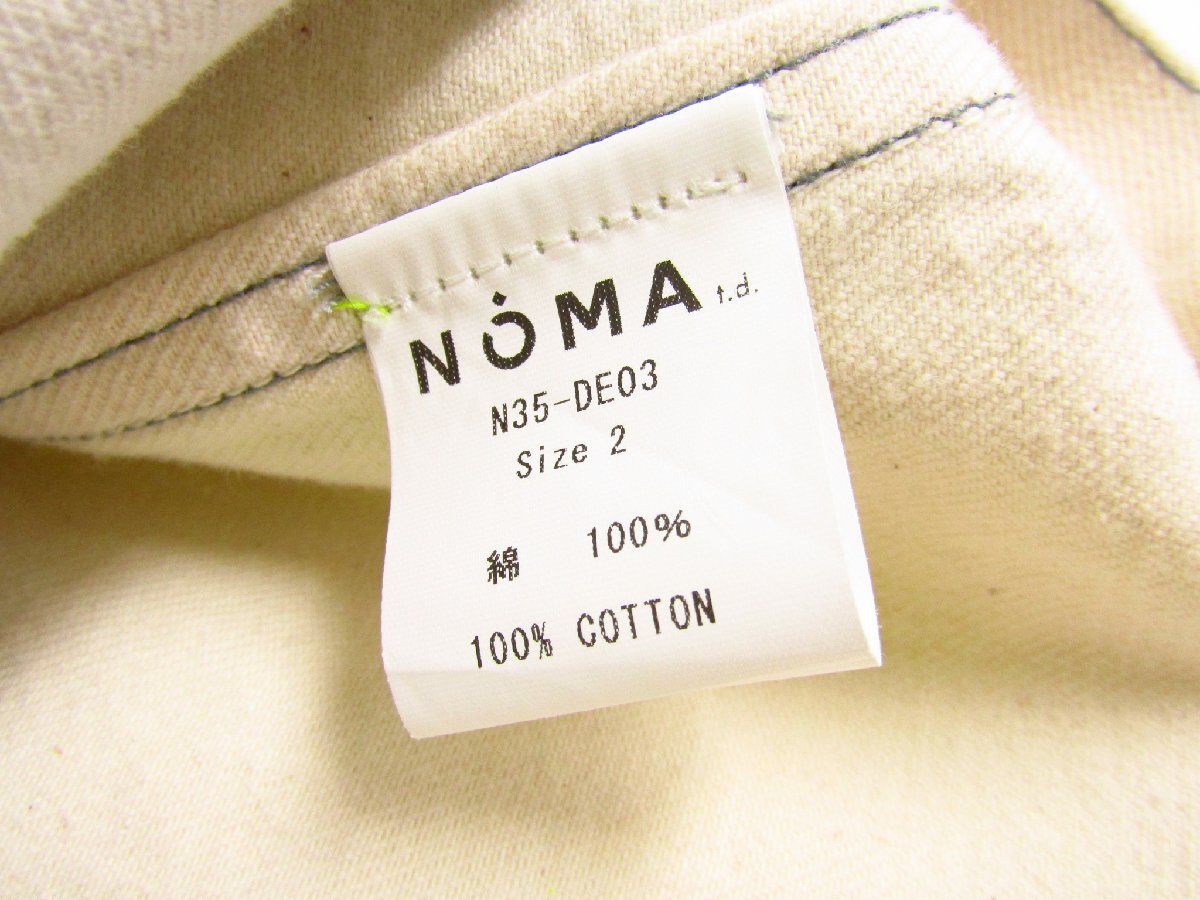 NOMA t.d.
N35-DE03
Size 2
綿 100%
100% COTTON